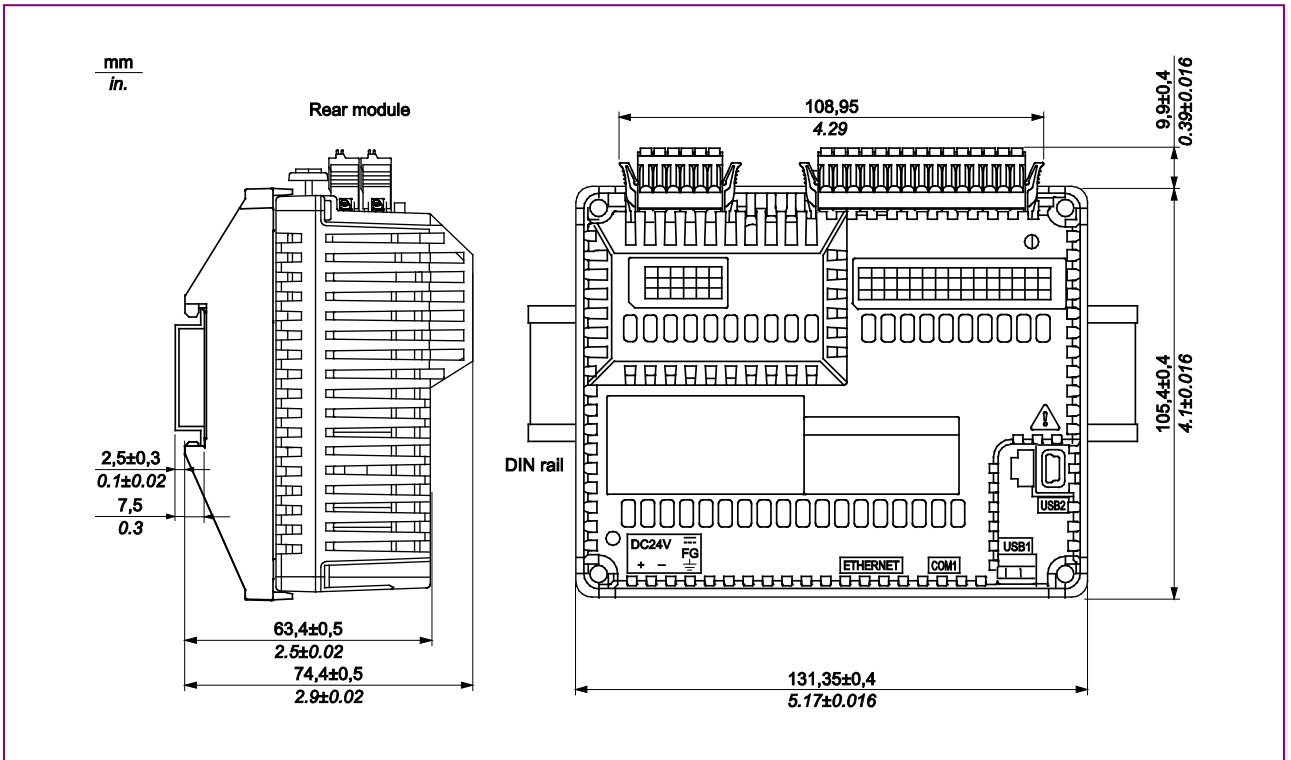 mm
in.
Rear module
108,95
4.29
9,9±0,4
0.39±0.016
105,4±0,4
4.1±0.016
DIN rail
2,5±0,3
0.1±0.02
7,5
0.3
USB2
DC24V
FG
+ −
ETHERNET
COM1
USB1
63,4±0,5
2.5±0.02
74,4±0,5
2.9±0.02
131,35±0,4
5.17±0.016